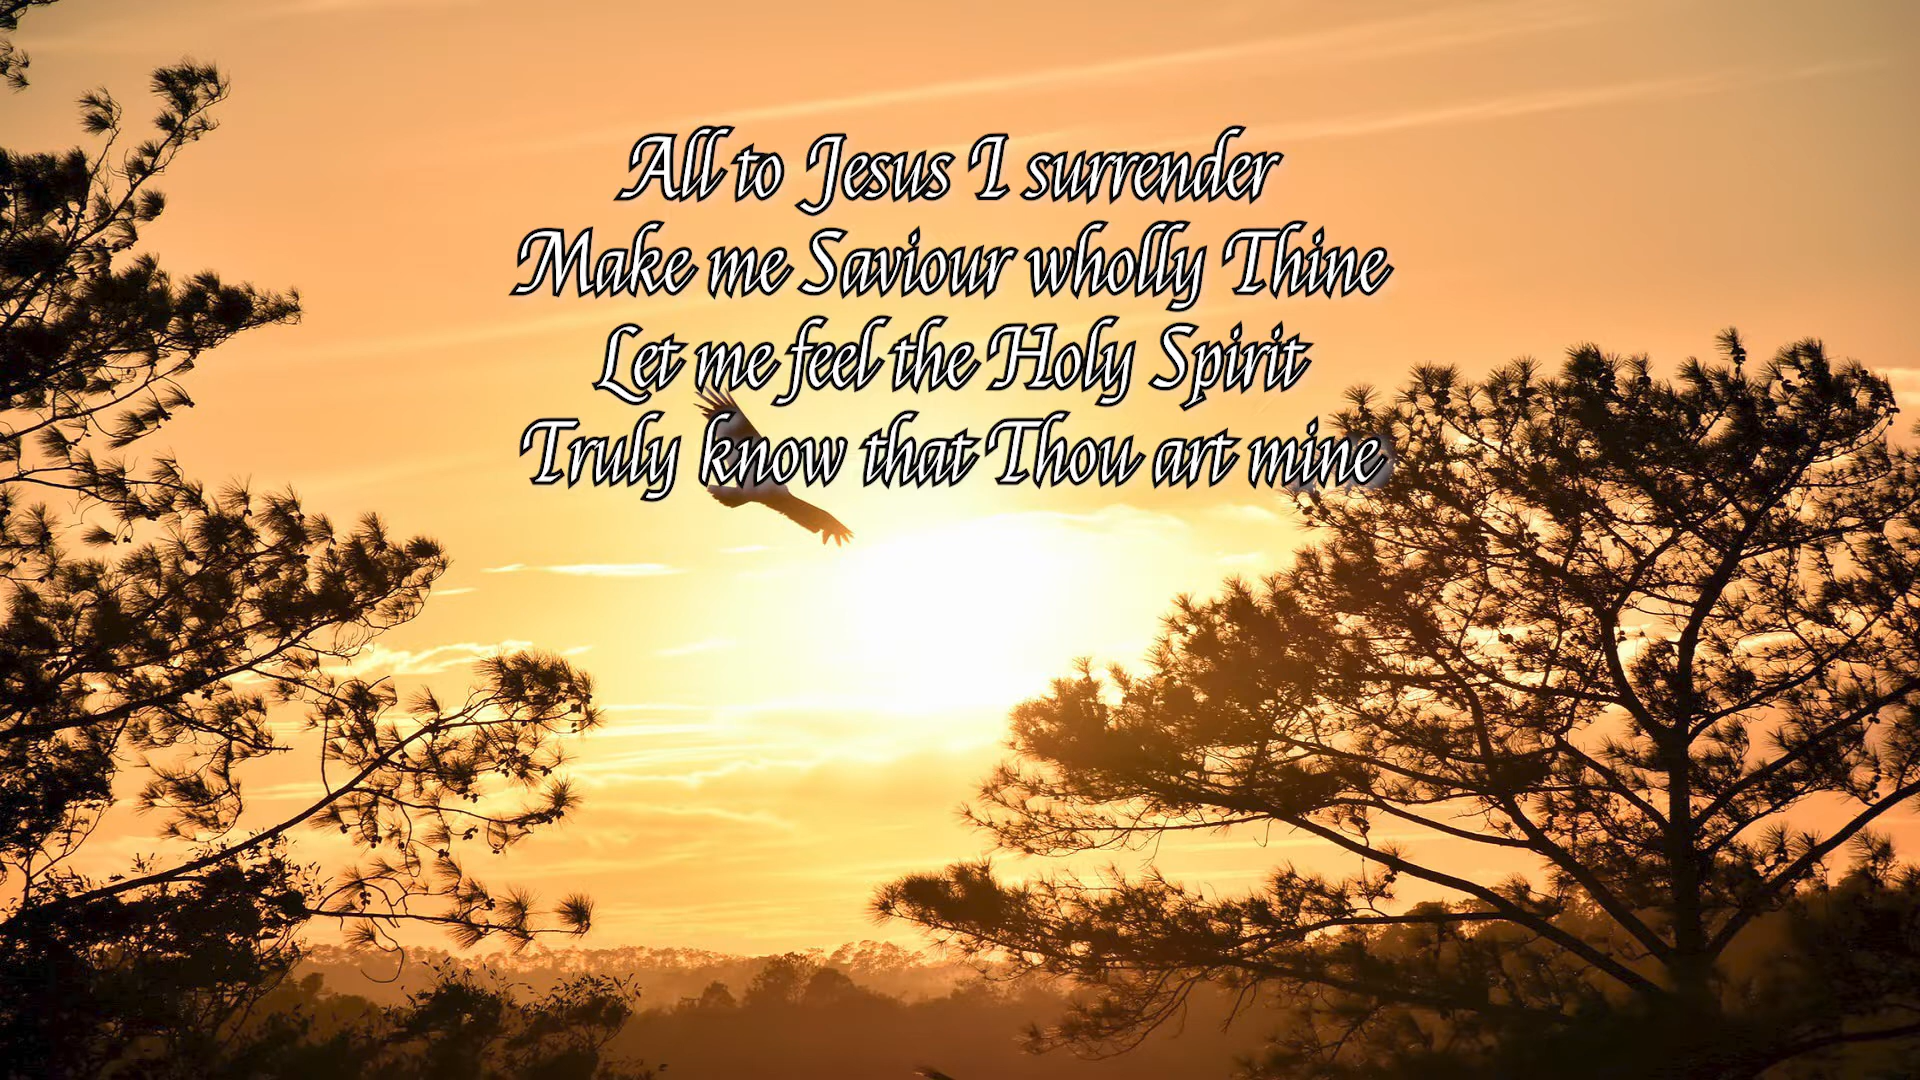 All to Jesus I surrender
Make me Saviour wholly Thine
Let me feel the Holy Spirit
Truly know that Thou art mine